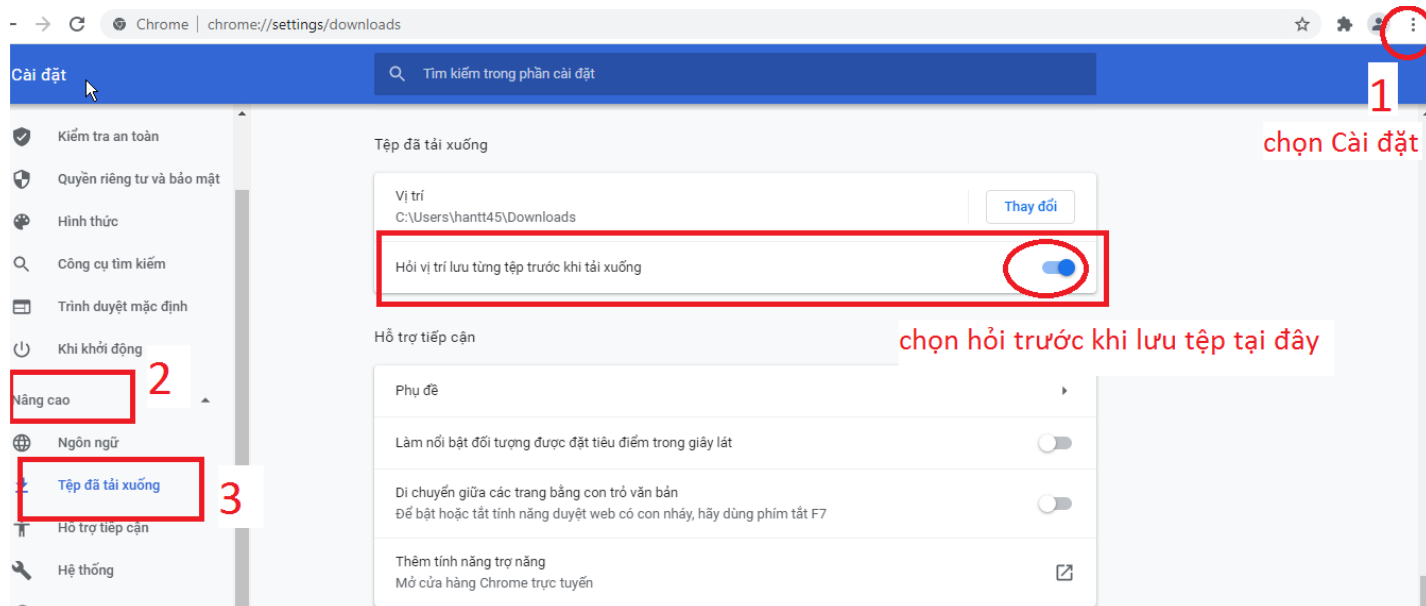 Chrome | chrome://settings/downloads
Cài đặt
Tìm kiếm trong phần cài đặt
1
chọn Cài đặt
Kiểm tra an toàn
Quyền riêng tư và bảo mật
Hình thức
Công cụ tìm kiếm
Trình duyệt mặc định
Khi khởi động
2
Nâng cao
Ngôn ngữ
Tệp đã tải xuống
3
Hỗ trợ tiếp cận
Hệ thống
Tệp đã tải xuống
Vị trí
C:\Users\hantt45\Downloads
Thay đổi
Hỏi vị trí lưu từng tệp trước khi tải xuống
chọn hỏi trước khi lưu tệp tại đây
Hỗ trợ tiếp cận
Phụ đề
Làm nổi bật đối tượng được đặt tiêu điểm trong giây lát
Di chuyển giữa các trang bằng con trỏ văn bản
Để bật hoặc tắt tính năng duyệt web có con nháy, hãy dùng phím tắt F7
Thêm tính năng trợ năng
Mở cửa hàng Chrome trực tuyến